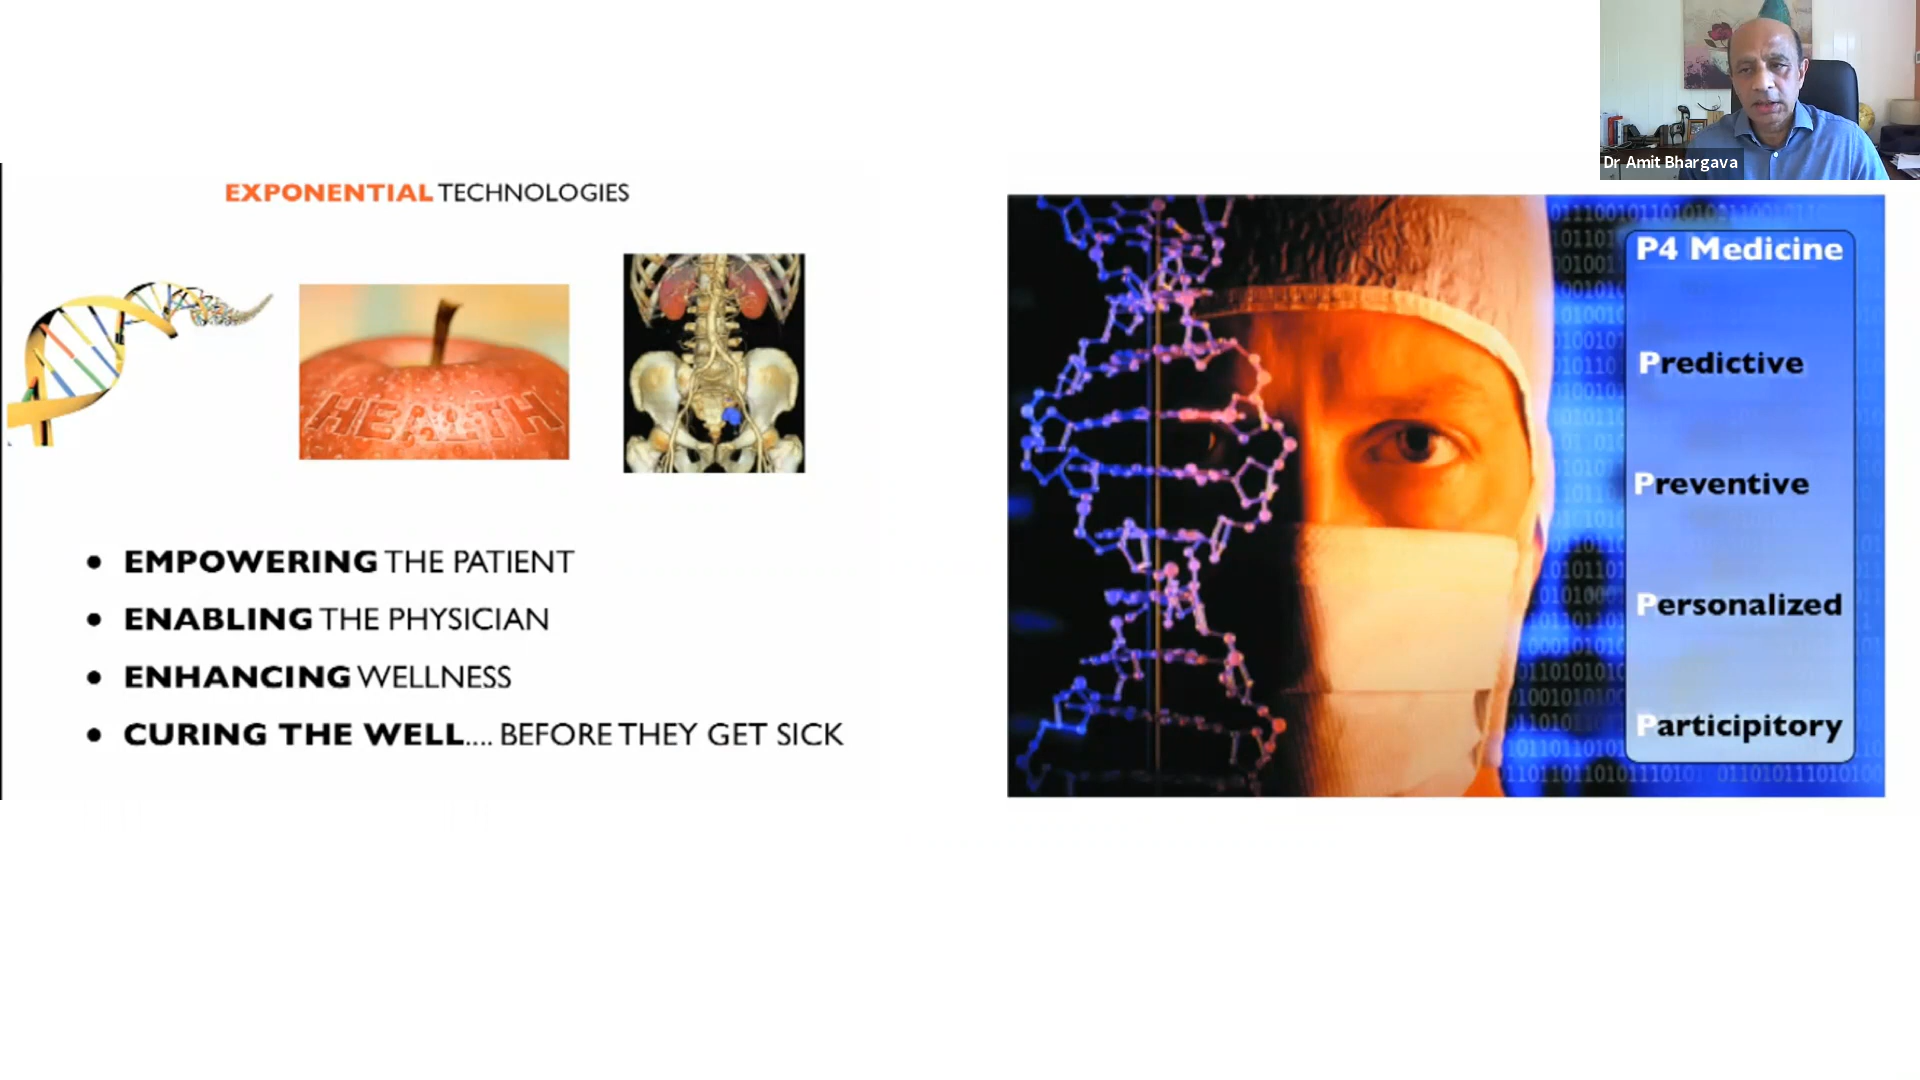 Dr Amit Bhargava
EXPONENTIAL TECHNOLOGIES
HEALTH
• EMPOWERING THE PATIENT
• ENABLING THE PHYSICIAN
• ENHANCING WELLNESS
• CURING THE WELL.... BEFORE THEY GET SICK
P4 Medicine
Predictive
Preventive
Personalized
Participitory